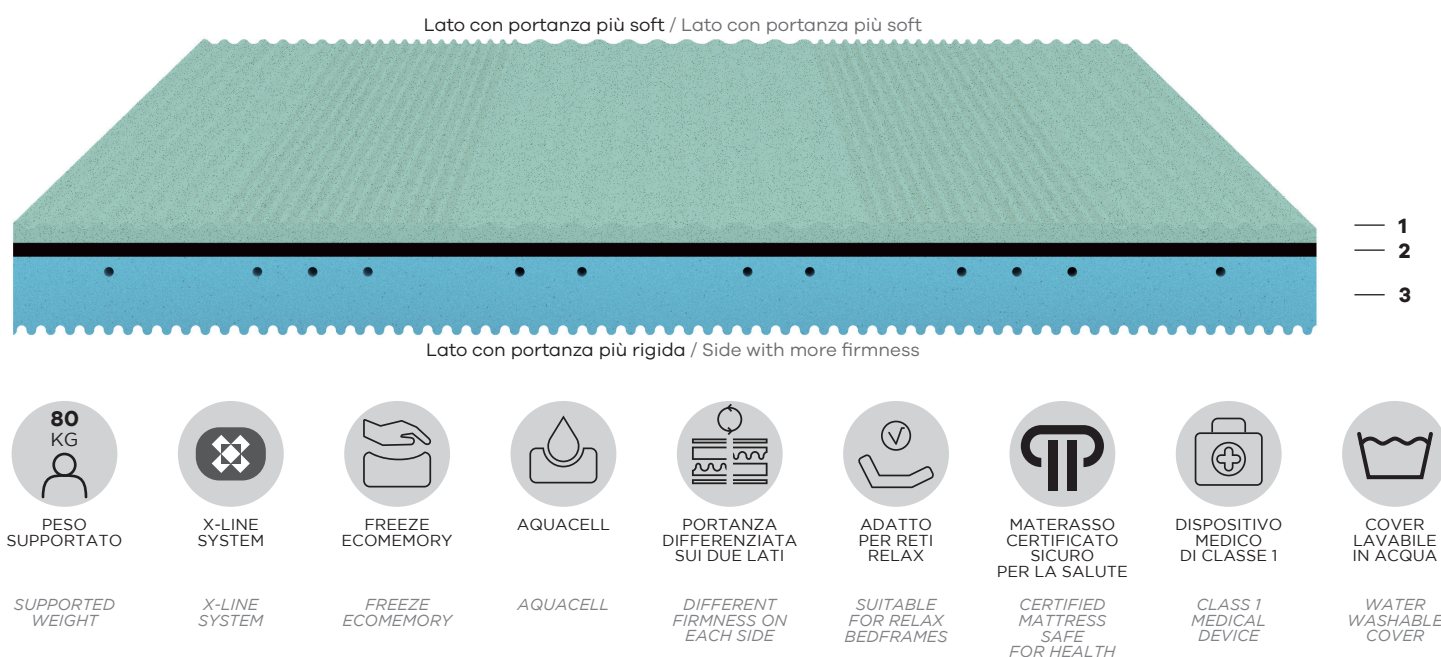 Lato con portanza più soft / Lato con portanza più soft
1
2
3
Lato con portanza più rigida / Side with more firmness
80
KG
PESO
SUPPORTATO
SUPPORTED
WEIGHT
X-LINE
SYSTEM
X-LINE
SYSTEM
FREEZE
ECOMEMORY
FREEZE
ECOMEMORY
AQUACELL
AQUACELL
PORTANZA
DIFFERENZIATA
SUI DUE LATI
DIFFERENT
FIRMNESS ON
EACH SIDE
ADATTO
PER RETI
RELAX
SUITABLE
FOR RELAX
BEDFRAMES
MATERASSO
CERTIFICATO
SICURO
PER LA SALUTE
CERTIFIED
MATTRESS
SAFE
FOR HEALTH
DISPOSITIVO
MEDICO
DI CLASSE 1
CLASS 1
MEDICAL
DEVICE
COVER
LAVABILE
IN ACQUA
WATER
WASHABLE
COVER